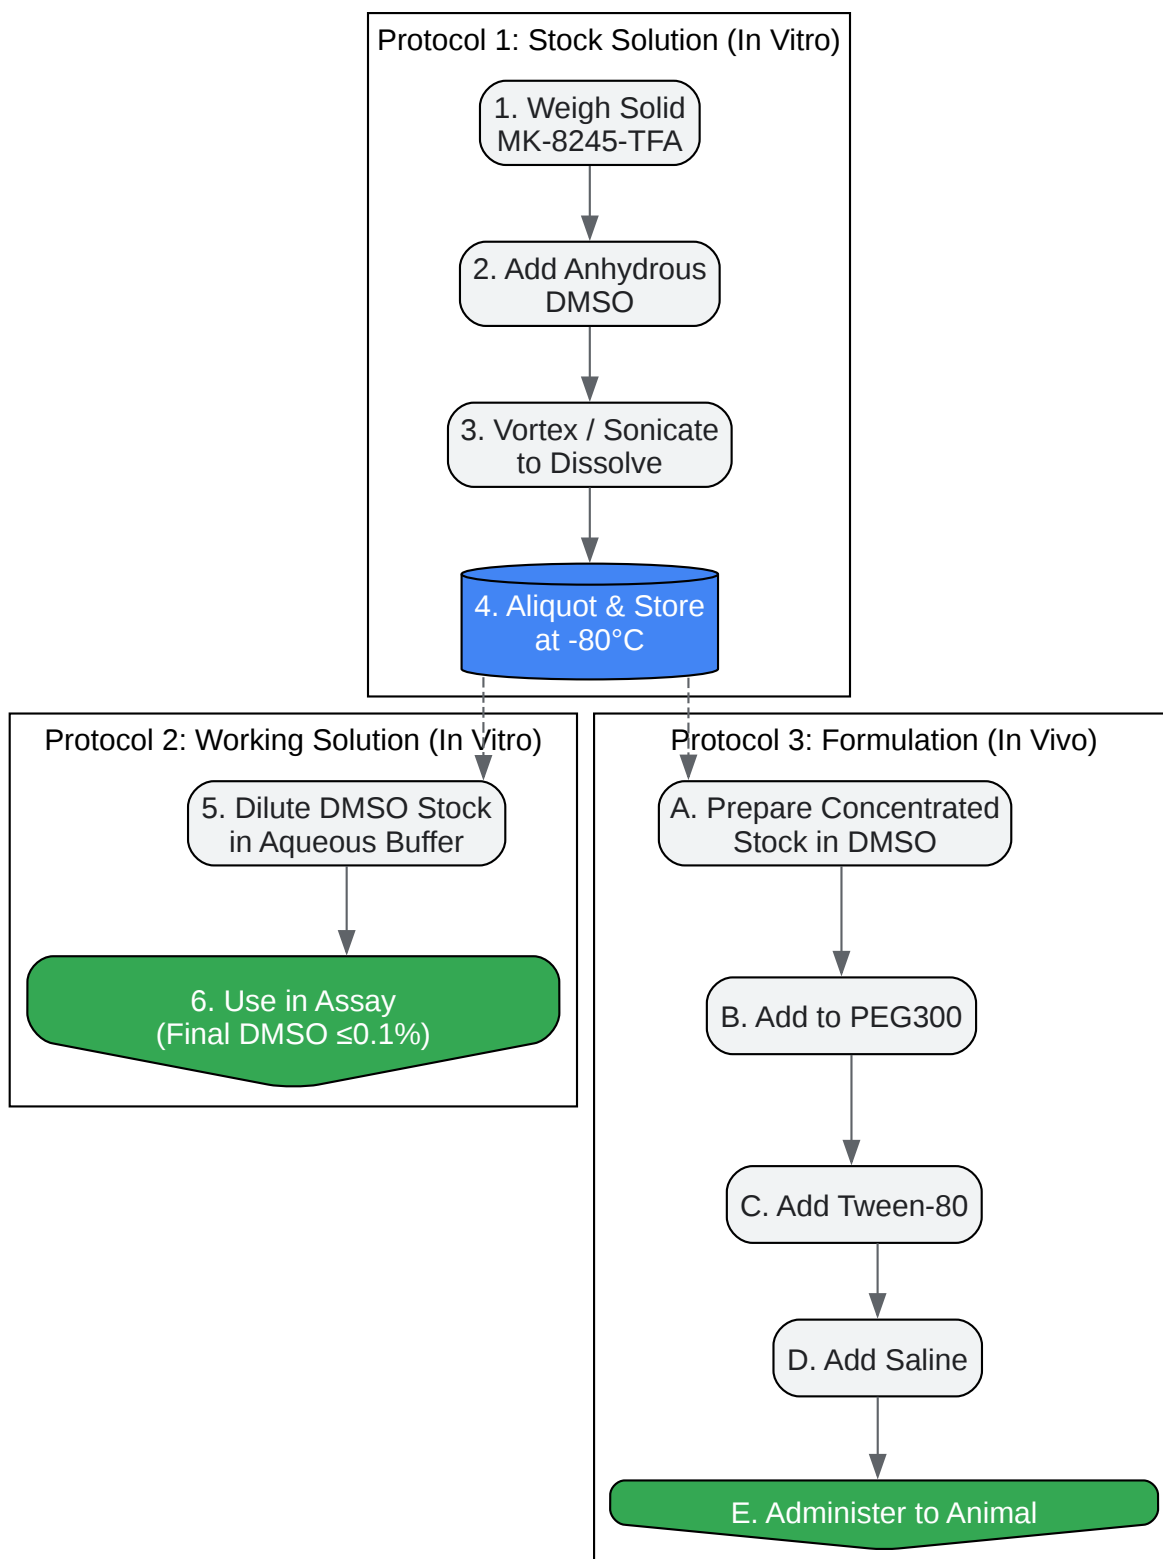 Protocol 1: Stock Solution (In Vitro)
1. Weigh Solid
MK-8245-TFA
2. Add Anhydrous
DMSO
3. Vortex / Sonicate
to Dissolve
4. Aliquot & Store
at -80°C
Protocol 2: Working Solution (In Vitro)
5. Dilute DMSO Stock
in Aqueous Buffer
6. Use in Assay
(Final DMSO ≤0.1%)
Protocol 3: Formulation (In Vivo)
A. Prepare Concentrated
Stock in DMSO
B. Add to PEG300
C. Add Tween-80
D. Add Saline
E. Administer to Animal